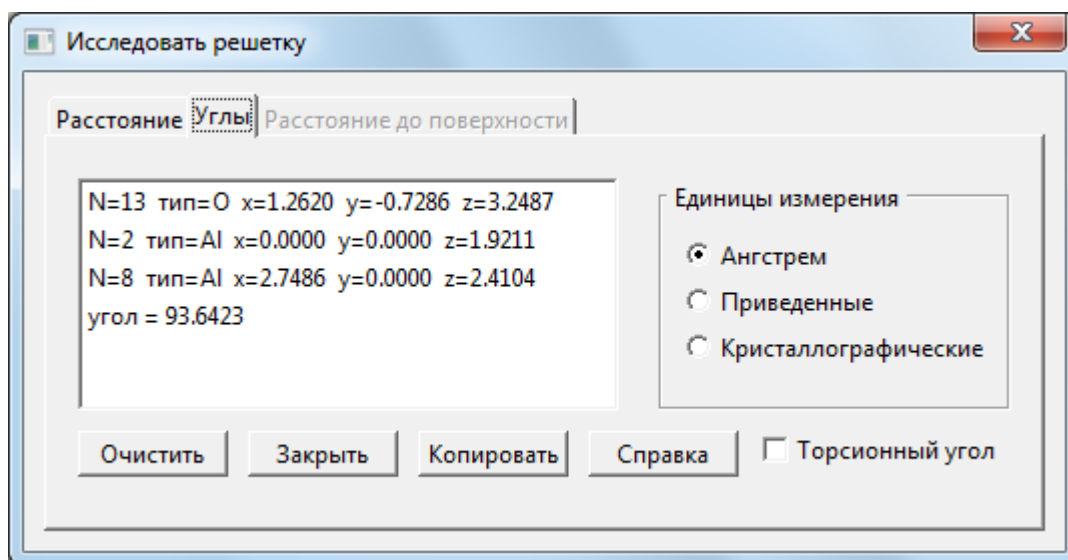 Исследовать решетку
Расстояние Углы Расстояние до поверхности
N=13 тип=O x=1.2620 y=-0.7286 z=3.2487
N=2 тип=Al x=0.0000 y=0.0000 z=1.9211
N=8 тип=Al x=2.7486 y=0.0000 z=2.4104
угол = 93.6423
Единицы измерения
Ангстрем
Приведенные
Кристаллографические
Очистить Закрыть Копировать Справка Торсионный угол